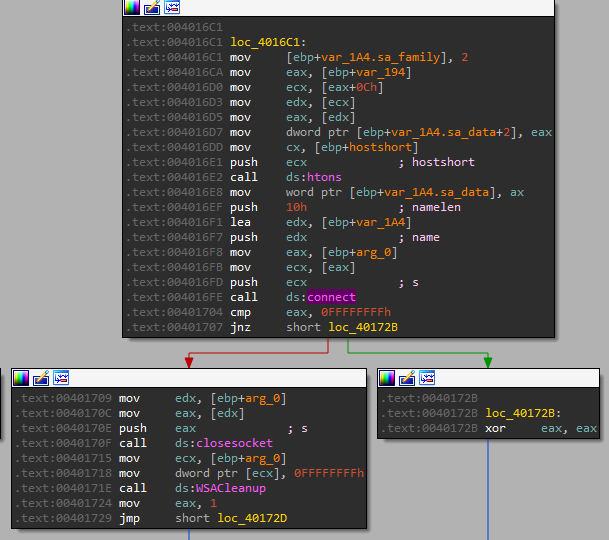 .text:004016C1
.text:004016C1 loc_4016C1:
.text:004016C1 mov [ebp+var_1A4.sa_family], 2
.text:004016CA mov eax, [ebp+var_194]
.text:004016D0 mov ecx, [eax+0Ch]
.text:004016D3 mov edx, [ecx]
.text:004016D5 mov eax, [edx]
.text:004016D7 mov dword ptr [ebp+var_1A4.sa_data+2], eax
.text:004016DD mov cx, [ebp+hostshort]
.text:004016E1 push ecx ; hostshort
.text:004016E2 call ds:htons
.text:004016E8 mov word ptr [ebp+var_1A4.sa_data], ax
.text:004016EF push 10h ; namelen
.text:004016F1 lea edx, [ebp+var_1A4]
.text:004016F7 push edx ; name
.text:004016F8 mov eax, [ebp+arg_0]
.text:004016FB mov ecx, [eax]
.text:004016FD push ecx ; s
.text:004016FE call ds:connect
.text:00401704 cmp eax, 0FFFFFFFFh
.text:00401707 jnz short loc_40172B
.text:00401709 mov edx, [ebp+arg_0]
.text:0040170C mov eax, [edx]
.text:0040170E push eax ; s
.text:0040170F call ds:closesocket
.text:00401715 mov ecx, [ebp+arg_0]
.text:00401718 mov dword ptr [ecx], 0FFFFFFFFh
.text:0040171E call ds:WSACleanup
.text:00401724 mov eax, 1
.text:00401729 jmp short loc_40172D
.text:0040172B
.text:0040172B loc_40172B:
.text:0040172B xor eax, eax